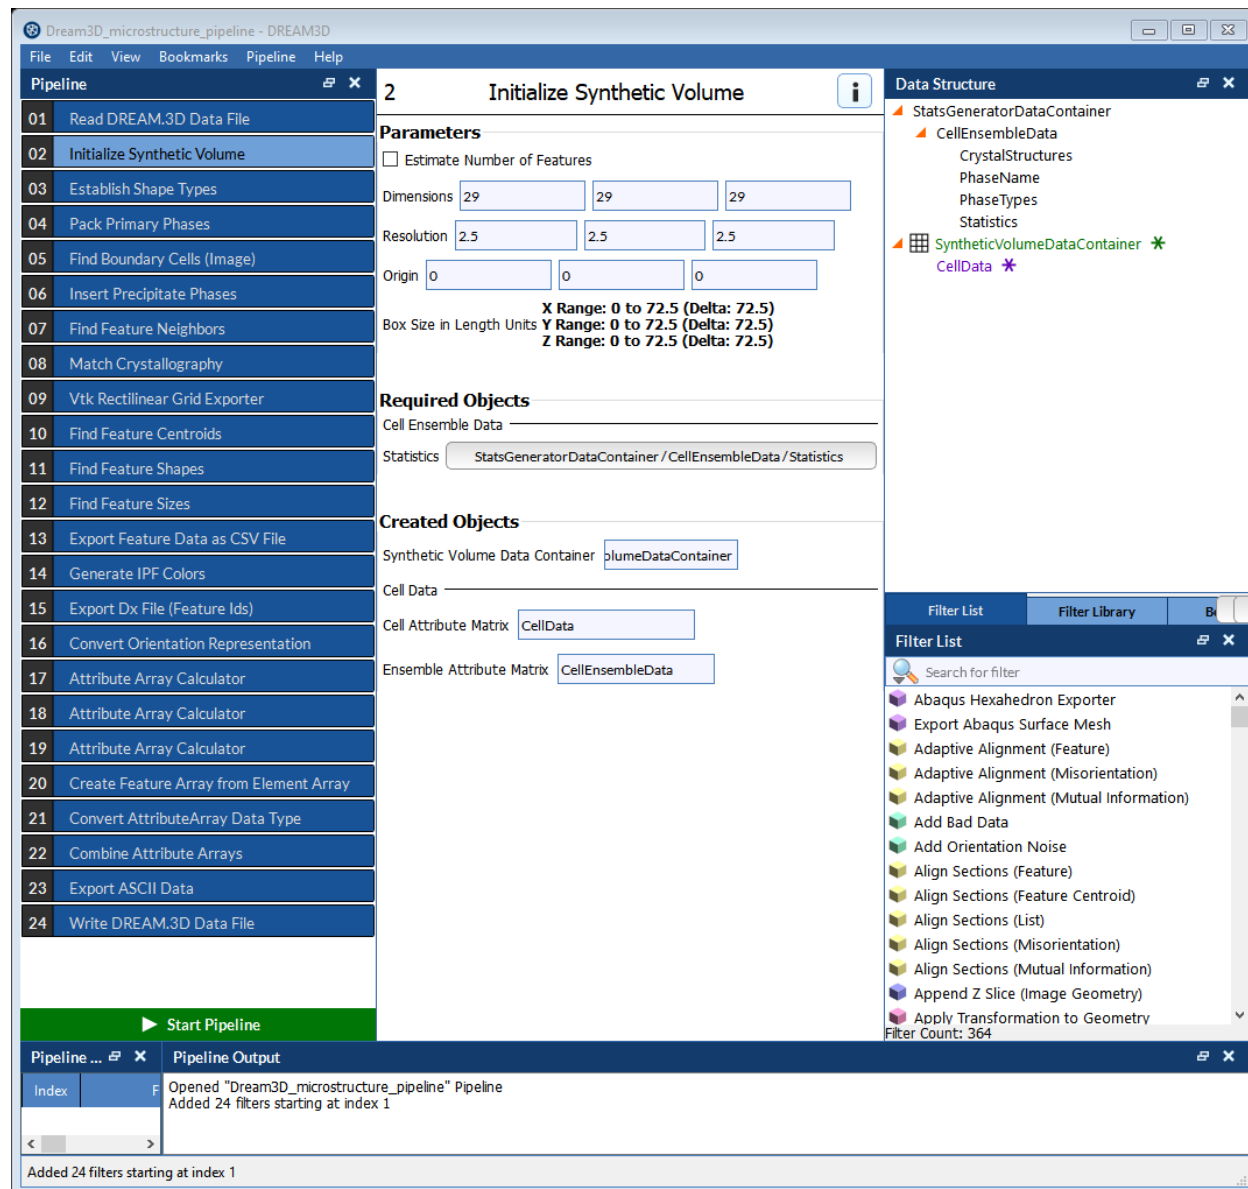 Dream3D_microstructure_pipeline - DREAM3D
File Edit View Bookmarks Pipeline Help
Pipeline
01 Read DREAM.3D Data File
02 Initialize Synthetic Volume
03 Establish Shape Types
04 Pack Primary Phases
05 Find Boundary Cells (Image)
06 Insert Precipitate Phases
07 Find Feature Neighbors
08 Match Crystallography
09 Vtk Rectilinear Grid Exporter
10 Find Feature Centroids
11 Find Feature Shapes
12 Find Feature Sizes
13 Export Feature Data as CSV File
14 Generate IPF Colors
15 Export Dx File (Feature Ids)
16 Convert Orientation Representation
17 Attribute Array Calculator
18 Attribute Array Calculator
19 Attribute Array Calculator
20 Create Feature Array from Element Array
21 Convert AttributeArray Data Type
22 Combine Attribute Arrays
23 Export ASCII Data
24 Write DREAM.3D Data File
Start Pipeline
2 Initialize Synthetic Volume i
Parameters
Estimate Number of Features
Dimensions 29 29 29
Resolution 2.5 2.5 2.5
Origin 0 0 0
X Range: 0 to 72.5 (Delta: 72.5)
Box Size in Length Units Y Range: 0 to 72.5 (Delta: 72.5)
Z Range: 0 to 72.5 (Delta: 72.5)
Required Objects
Cell Ensemble Data
Statistics StatsGeneratorDataContainer / CellEnsembleData / Statistics
Created Objects
Synthetic Volume Data Container olumeDataContainer
Cell Data
Cell Attribute Matrix CellData
Ensemble Attribute Matrix CellEnsembleData
Data Structure
StatsGeneratorDataContainer
CellEnsembleData
CrystalStructures
PhaseName
PhaseTypes
Statistics
SyntheticVolumeDataContainer
CellData
Filter List Filter Library
Filter List
Search for filter
Abaqus Hexahedron Exporter
Export Abaqus Surface Mesh
Adaptive Alignment (Feature)
Adaptive Alignment (Misorientation)
Adaptive Alignment (Mutual Information)
Add Bad Data
Add Orientation Noise
Align Sections (Feature)
Align Sections (Feature Centroid)
Align Sections (List)
Align Sections (Misorientation)
Align Sections (Mutual Information)
Append Z Slice (Image Geometry)
Apply Transformation to Geometry
Filter Count: 364
Pipeline ...
Index F
Pipeline Output
Opened "Dream3D_microstructure_pipeline" Pipeline
Added 24 filters starting at index 1
Added 24 filters starting at index 1